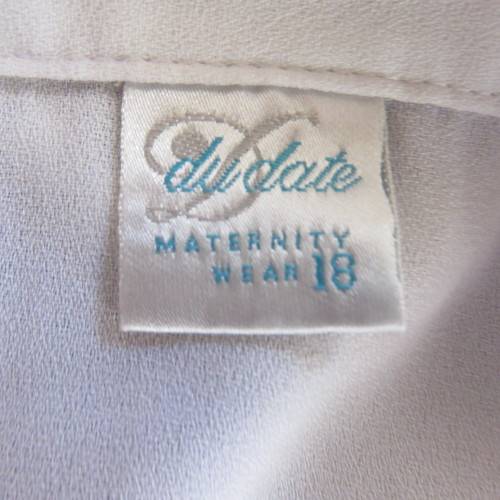 D
du date
MATERNITY
WEAR 18